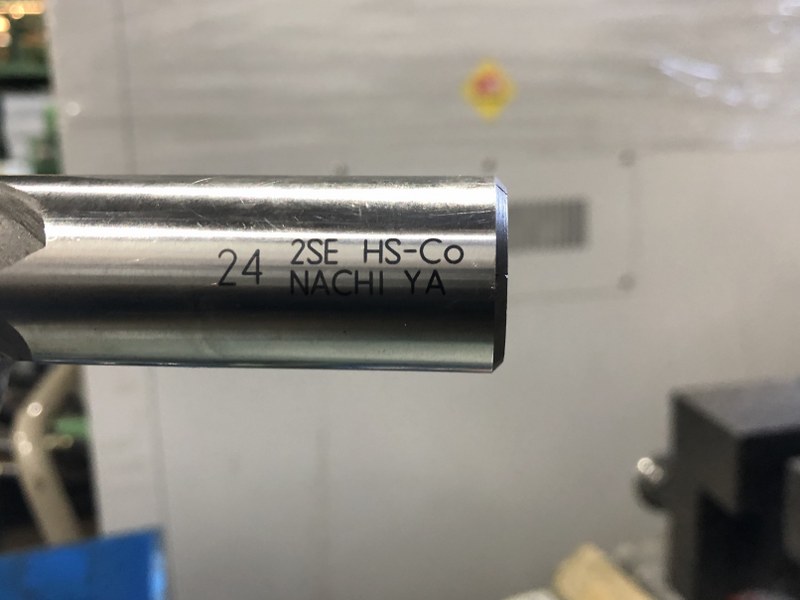 24
2SE HS-Co
NACHI YA